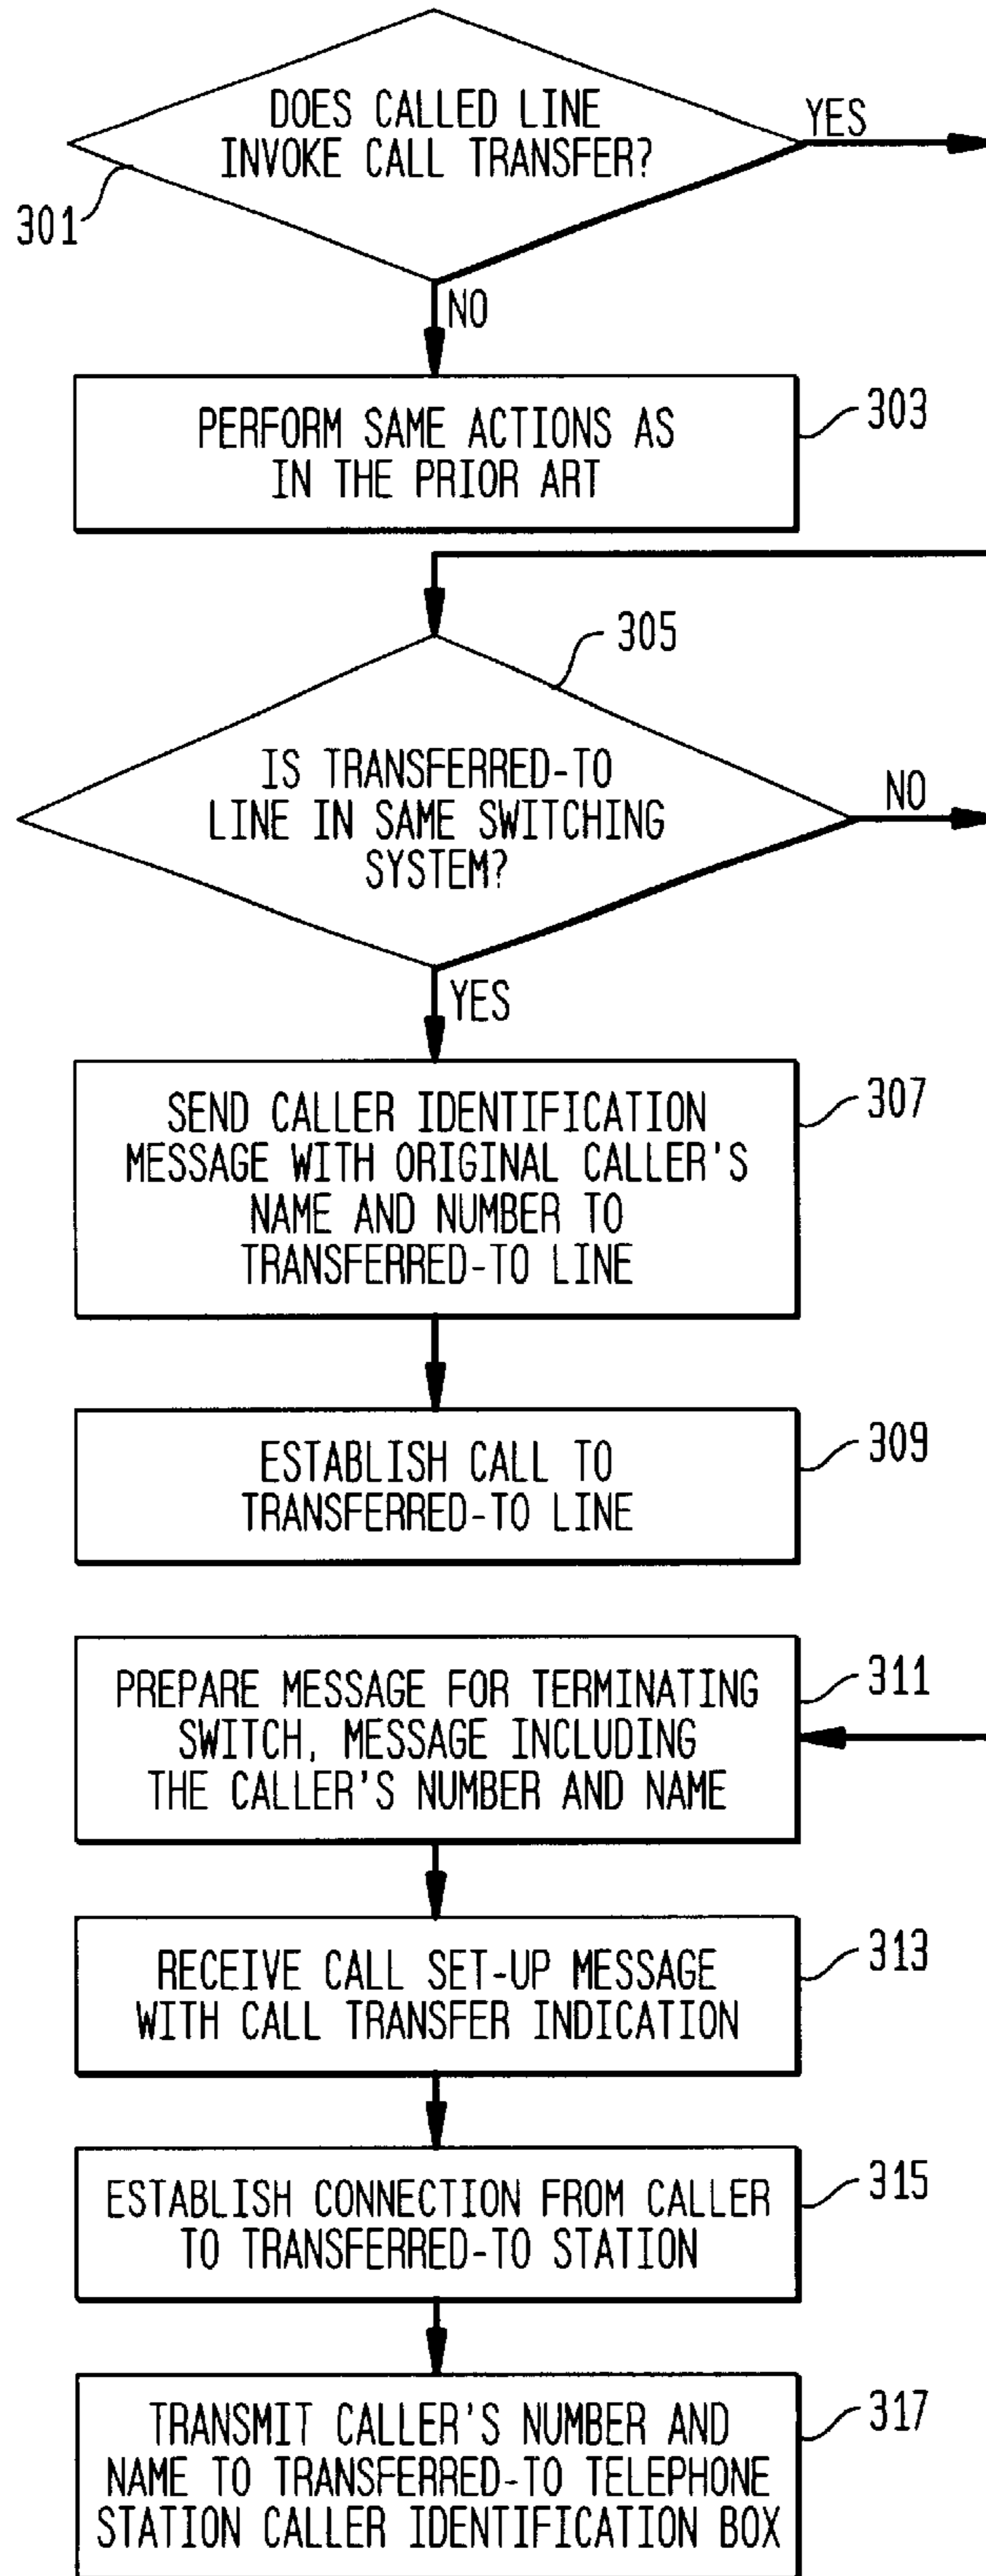 DOES CALLED LINE
INVOKE CALL TRANSFER?
YES
301
NO
PERFORM SAME ACTIONS AS
IN THE PRIOR ART
303
305
IS TRANSFERRED-TO
LINE IN SAME SWITCHING
SYSTEM?
NO
YES
SEND CALLER IDENTIFICATION
MESSAGE WITH ORIGINAL CALLER'S
NAME AND NUMBER TO
TRANSFERRED-TO LINE
307
ESTABLISH CALL TO
TRANSFERRED-TO LINE
309
PREPARE MESSAGE FOR TERMINATING
SWITCH, MESSAGE INCLUDING
THE CALLER'S NUMBER AND NAME
311
RECEIVE CALL SET-UP MESSAGE
WITH CALL TRANSFER INDICATION
313
ESTABLISH CONNECTION FROM CALLER
TO TRANSFERRED-TO STATION
315
TRANSMIT CALLER'S NUMBER AND
NAME TO TRANSFERRED-TO TELEPHONE
STATION CALLER IDENTIFICATION BOX
317